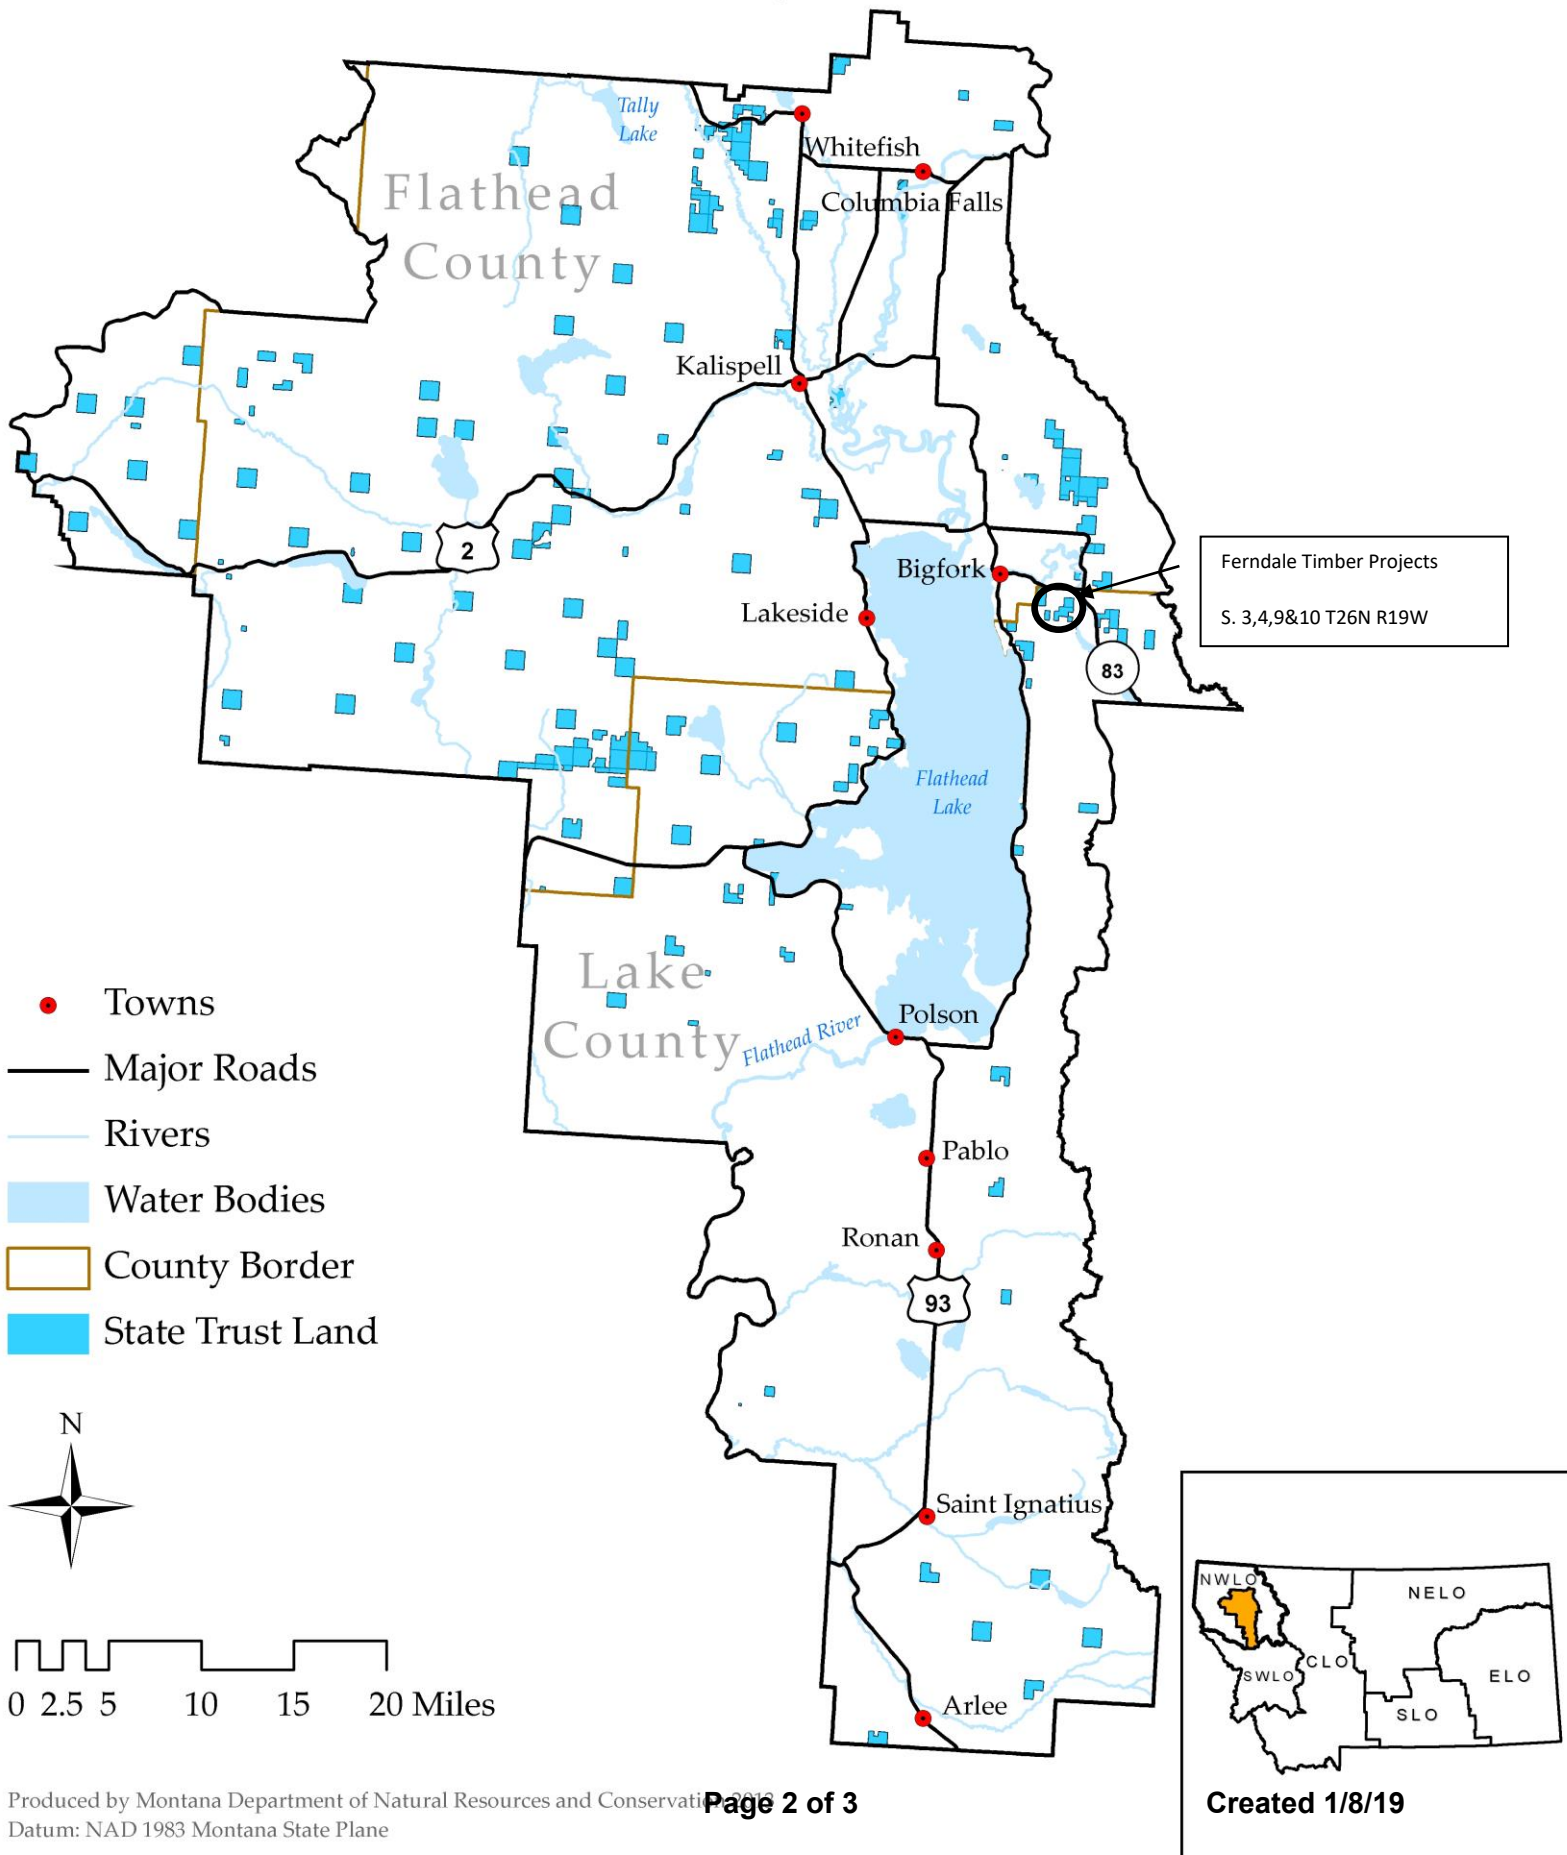 Tally
Lake
Whitefish
Columbia Falls
Flathead
County
Kalispell
2
Bigfork
Lakeside
Ferndale Timber Projects
S. 3,4,9&10 T26N R19W
83
Flathead
Lake
Lake
County
Flathead River
Polson
Pablo
Ronan
93
Saint Ignatius
Arlee
Towns
Major Roads
Rivers
Water Bodies
County Border
State Trust Land
N
0 2.5 5 10 15 20 Miles
NWLO
SWLO
CLO
NELO
ELO
SLO
Produced by Montana Department of Natural Resources and Conservation
Page 2 of 3
Created 1/8/19
Datum: NAD 1983 Montana State Plane